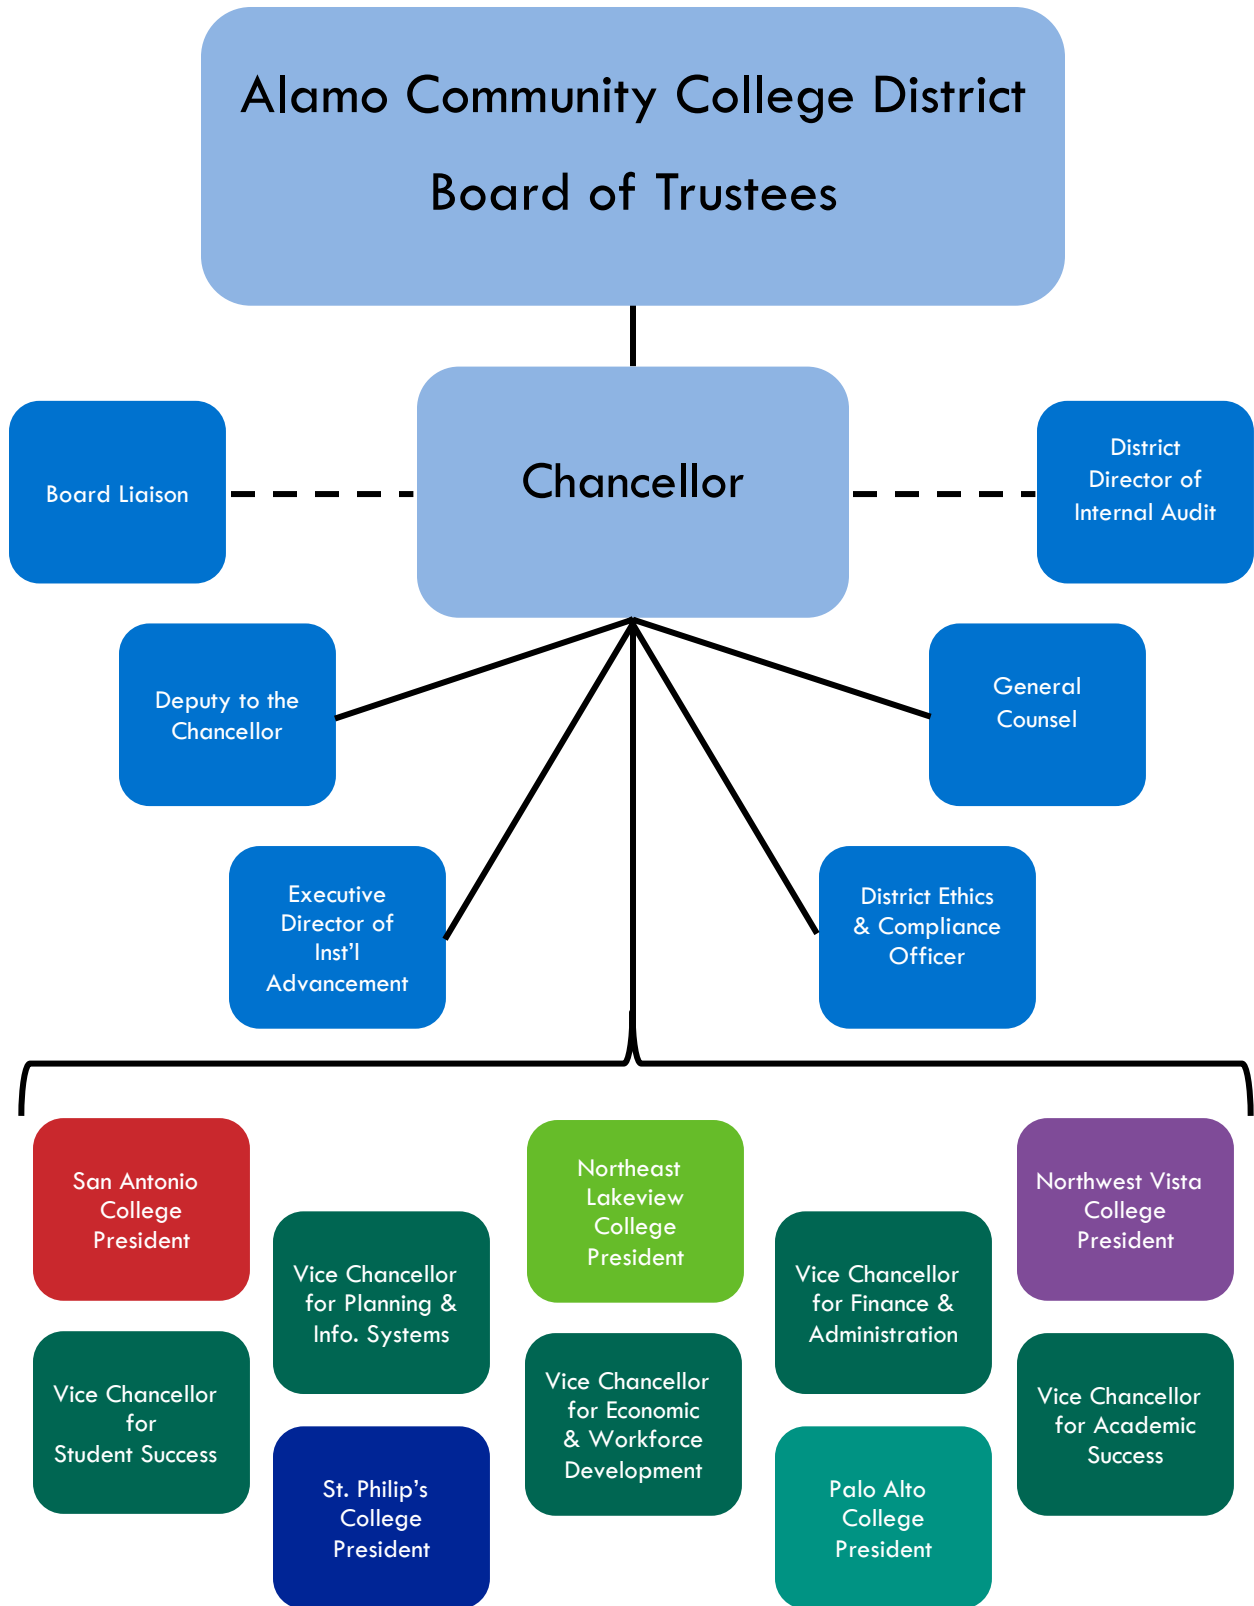 Alamo Community College District
Board of Trustees
Chancellor
Board Liaison
District
Director of
Internal Audit
Deputy to the
Chancellor
General
Counsel
Executive
Director of
Inst’l
Advancement
District Ethics
& Compliance
Officer
San Antonio
College
President
Northeast
Lakeview
College
President
Northwest Vista
College
President
Vice Chancellor
for Planning &
Info. Systems
Vice Chancellor
for Finance &
Administration
Vice Chancellor
for
Student Success
Vice Chancellor
for Economic
& Workforce
Development
Vice Chancellor
for Academic
Success
St. Philip’s
College
President
Palo Alto
College
President